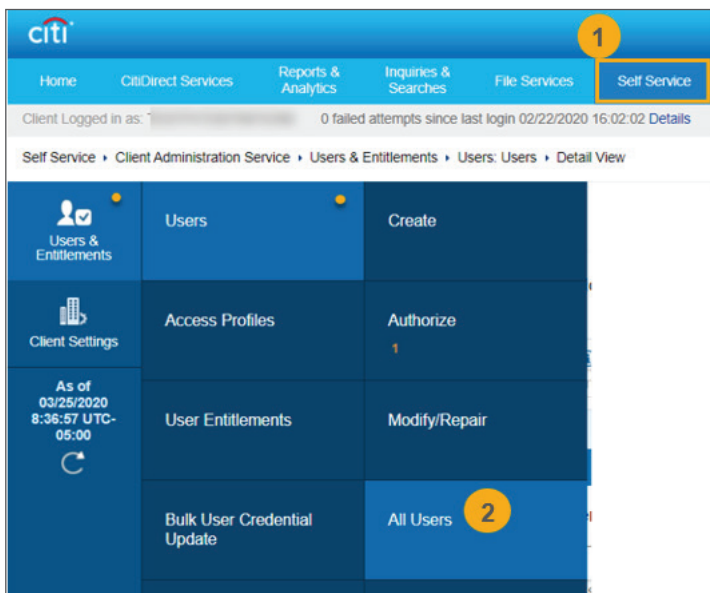 citi
1
Home CitiDirect Services Reports & Analytics Inquiries & Searches File Services Self Service
Client Logged in as: 0 failed attempts since last login 02/22/2020 16:02:02 Details
Self Service › Client Administration Service › Users & Entitlements › Users: Users › Detail View
Users &
Entitlements
Users
Create
Client Settings
Access Profiles
Authorize
1
As of
03/25/2020
8:36:57 UTC-
05:00
User Entitlements
Modify/Repair
Bulk User Credential
Update
All Users
2